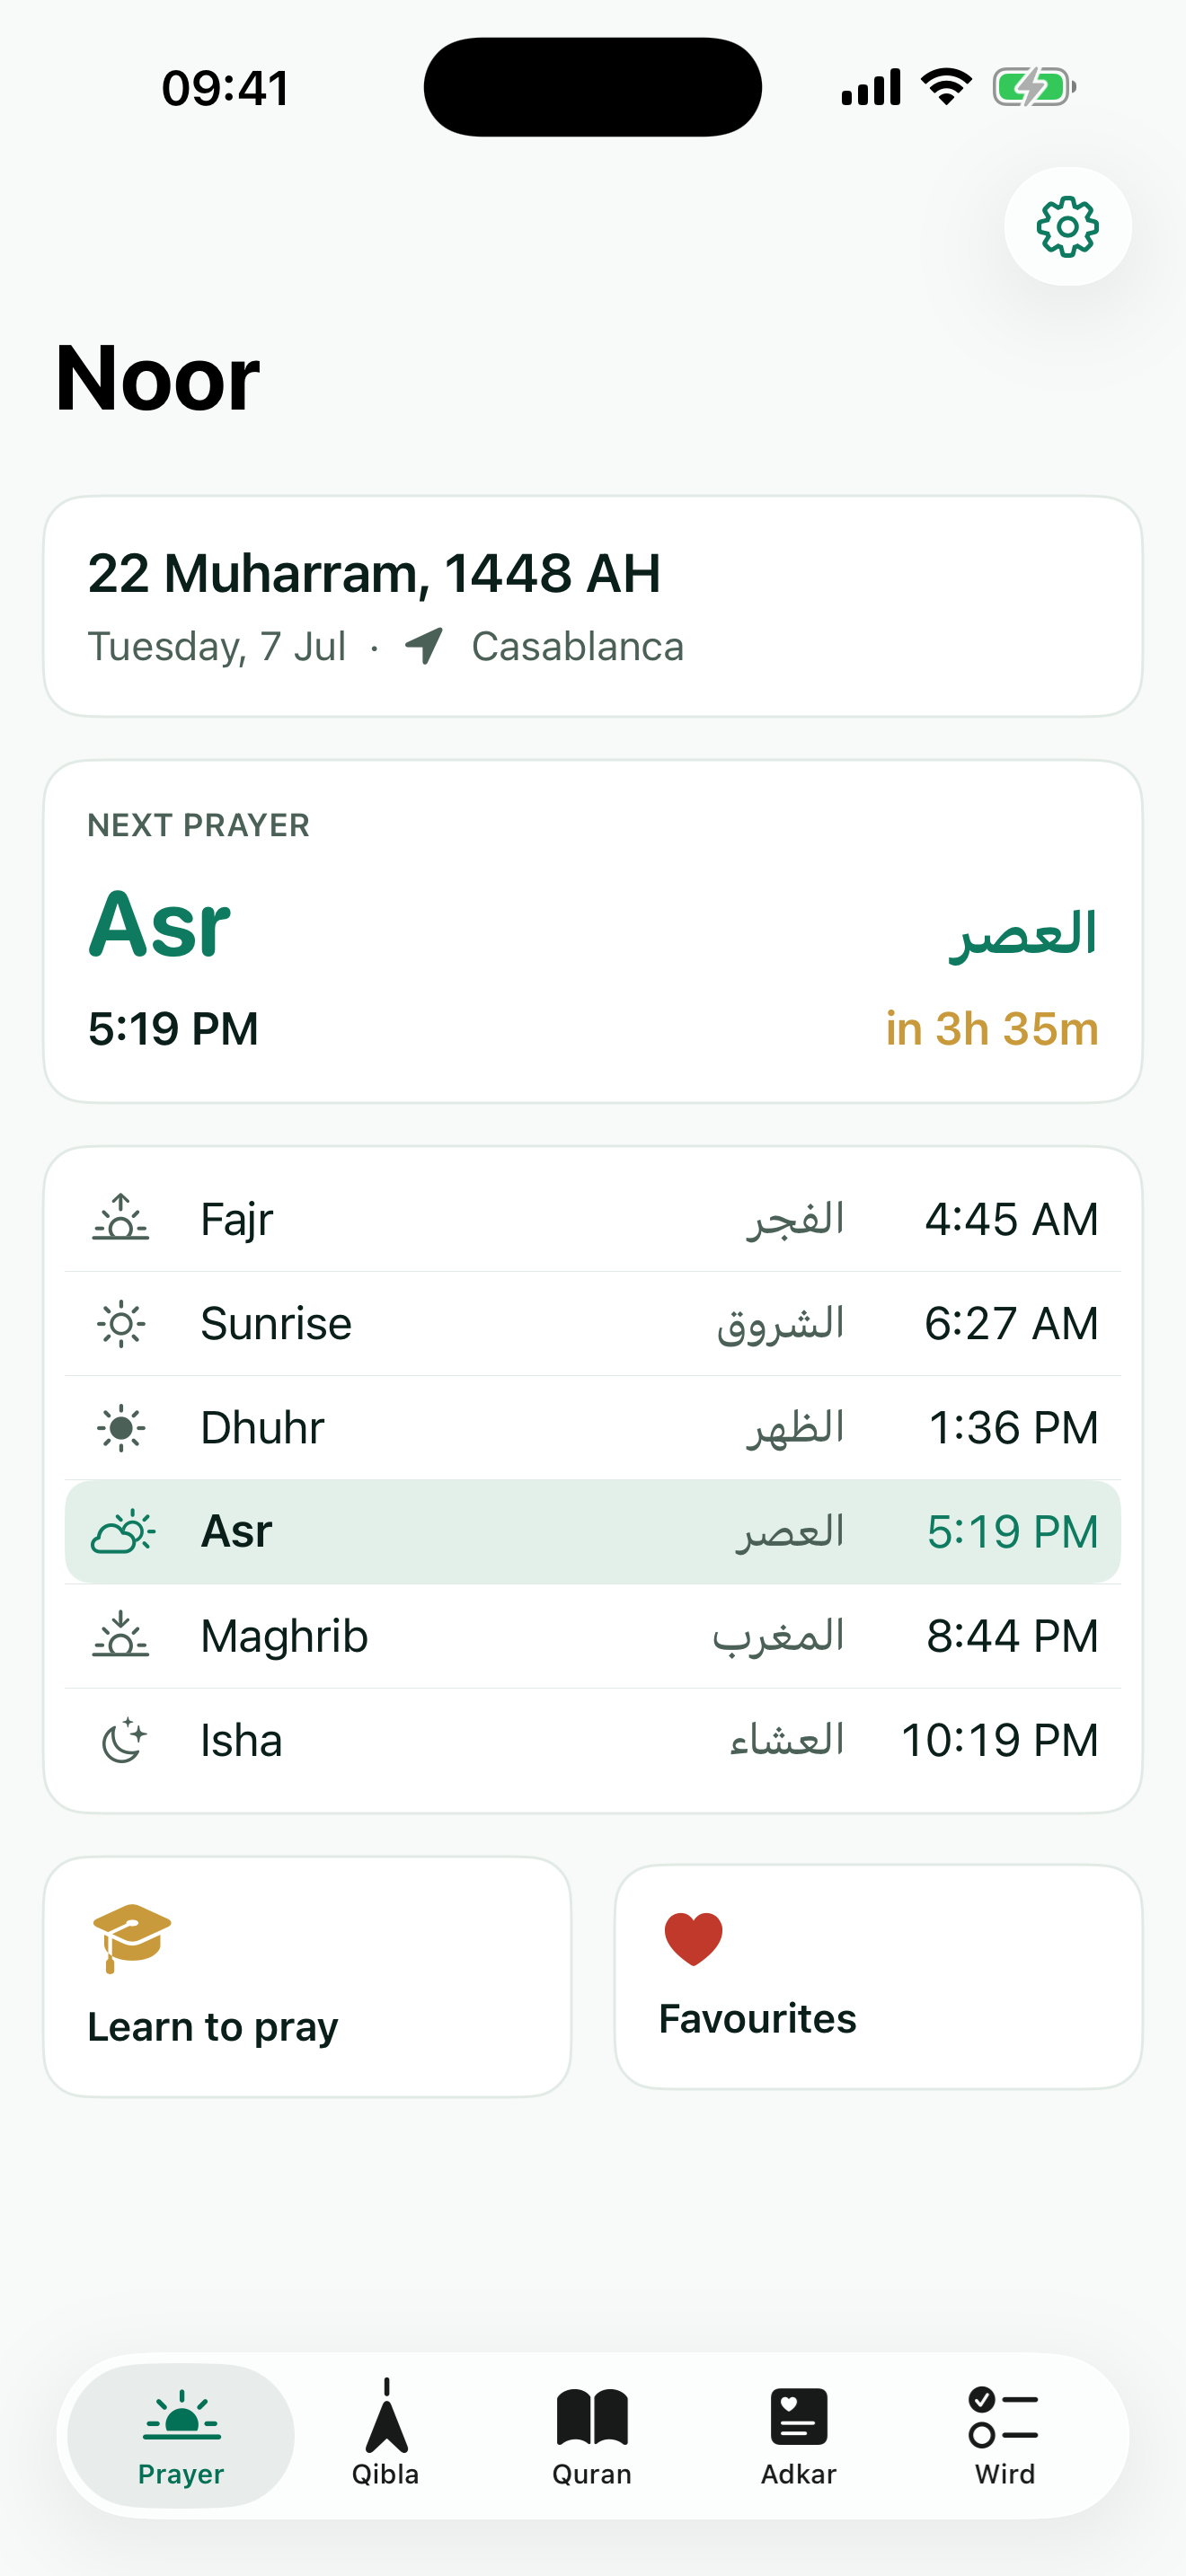 09:41
Noor
22 Muharram, 1448 AH
Tuesday, 7 Jul · Casablanca
NEXT PRAYER
Asr العصر
5:19 PM in 3h 35m
Fajr الفجر 4:45 AM
Sunrise الشروق 6:27 AM
Dhuhr الظهر 1:36 PM
Asr العصر 5:19 PM
Maghrib المغرب 8:44 PM
Isha العشاء 10:19 PM
Learn to pray
Favourites
Prayer Qibla Quran Adkar Wird